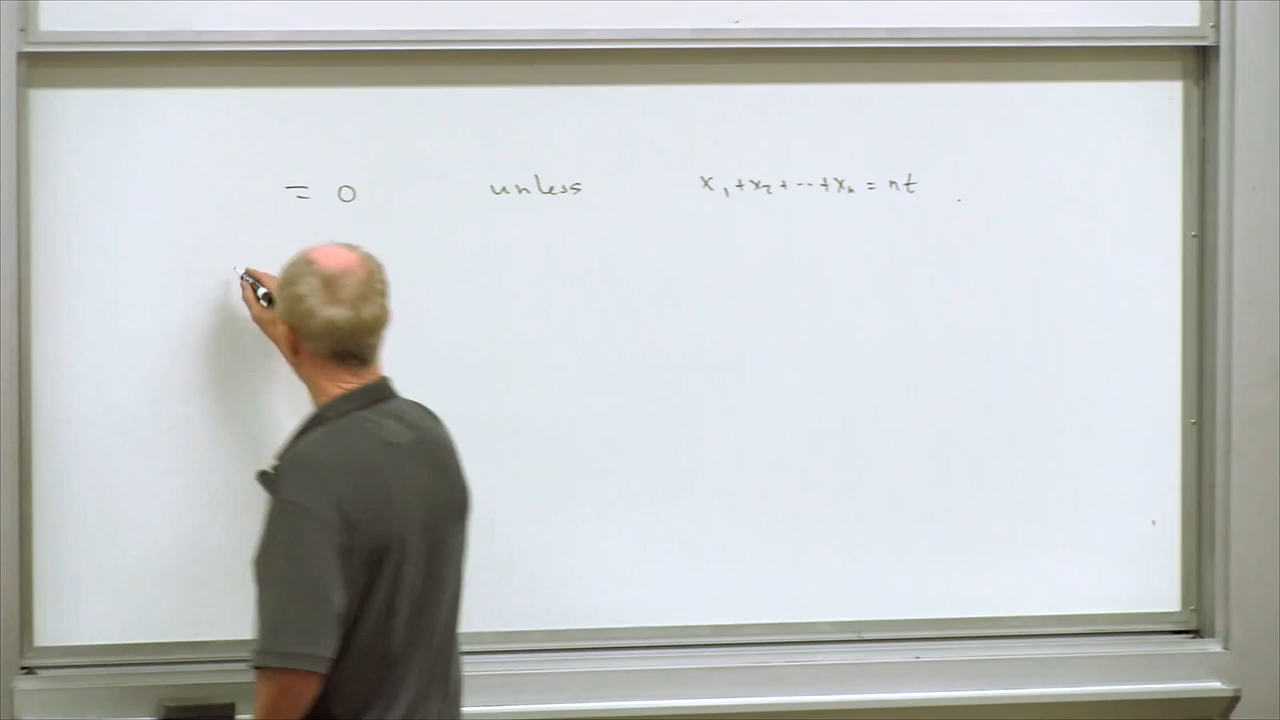 = 0 unless x₁+x₂+⋯+xₙ = nt .